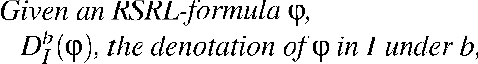 Given an RSRL-formula φ,
D_I^b(φ), the denotation of φ in I under b,